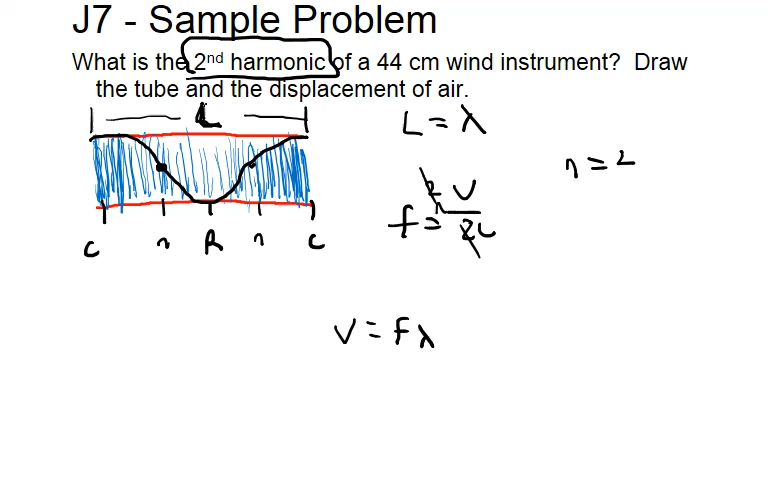 J7 - Sample Problem
What is the 2nd harmonic of a 44 cm wind instrument? Draw
the tube and the displacement of air.
L
L = λ
n = 2
f = 2V / 2L
C n R n C
V = Fλ